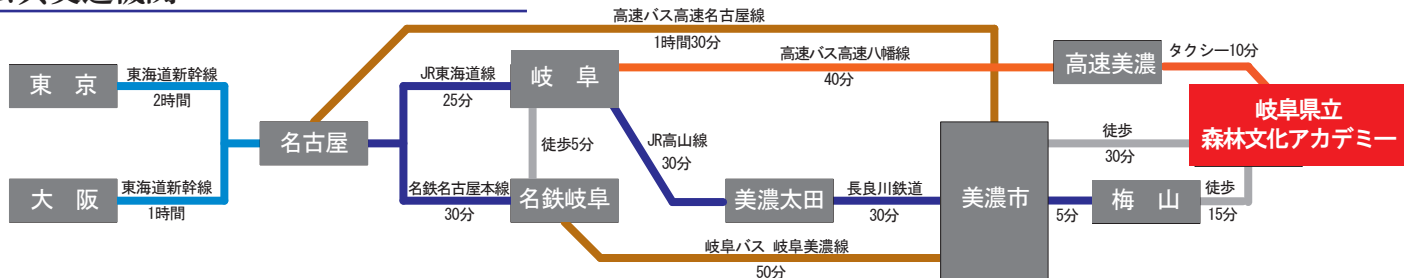 高速バス高速名古屋線
1時間30分
東　京
東海道新幹線
2時間
大　阪
東海道新幹線
1時間
名古屋
JR東海道線
25分
名鉄名古屋本線
30分
岐　阜
徒歩5分
名鉄岐阜
高速バス高速八幡線
40分
JR高山線
30分
美濃太田
長良川鉄道
30分
岐阜バス 岐阜美濃線
50分
美濃市
高速美濃
タクシー10分
徒歩
30分
5分
梅　山
徒歩
15分
岐阜県立
森林文化アカデミー